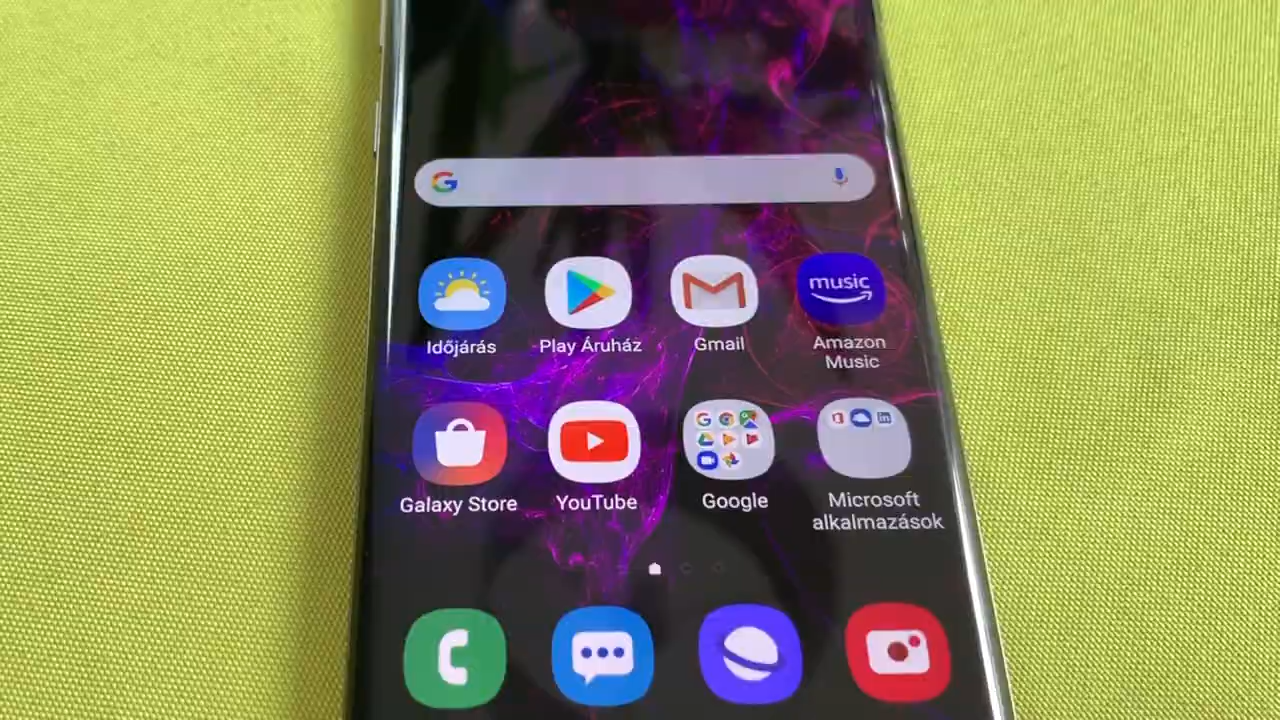 music
Időjárás
Play Áruház
Gmail
Amazon
Music
Galaxy Store
YouTube
Google
Microsoft
alkalmazások